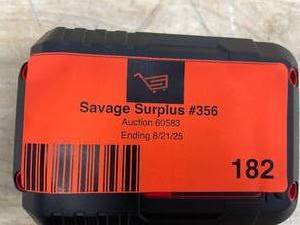 Savage Surplus #356
Auction 60583
Ending 8/21/25
182